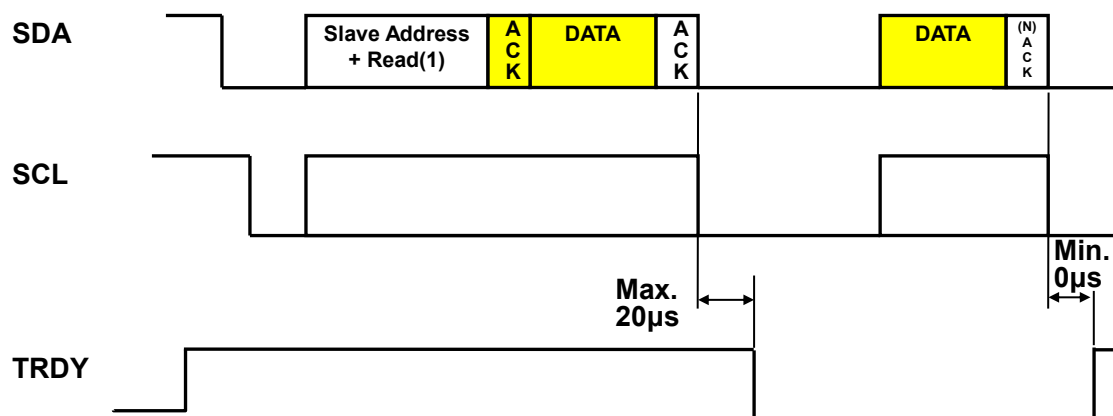 SDA
Slave Address
+ Read(1)
A
C
K
DATA
A
C
K
DATA
(N)
A
C
K
SCL
Max.
20µs
Min.
0µs
TRDY